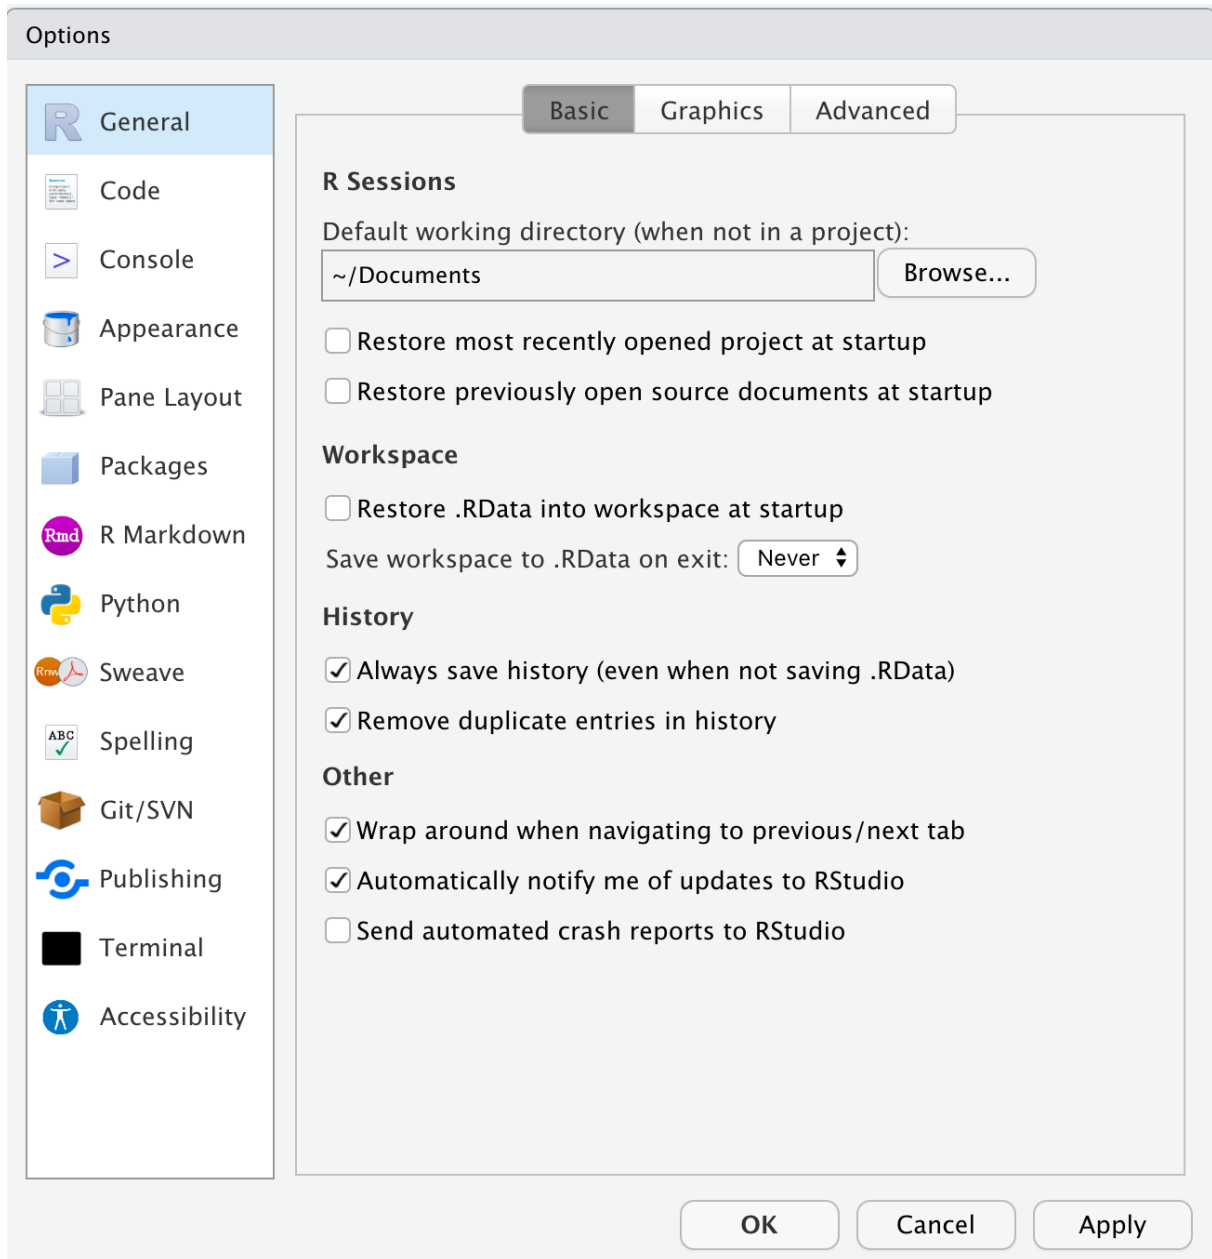 Options
General
Code
Console
Appearance
Pane Layout
Packages
Rmd R Markdown
Python
Rnw Sweave
ABC Spelling
Git/SVN
Publishing
Terminal
Accessibility
Basic Graphics Advanced
R Sessions
Default working directory (when not in a project):
~/Documents Browse...
Restore most recently opened project at startup
Restore previously open source documents at startup
Workspace
Restore .RData into workspace at startup
Save workspace to .RData on exit: Never
History
Always save history (even when not saving .RData)
Remove duplicate entries in history
Other
Wrap around when navigating to previous/next tab
Automatically notify me of updates to RStudio
Send automated crash reports to RStudio
OK Cancel Apply